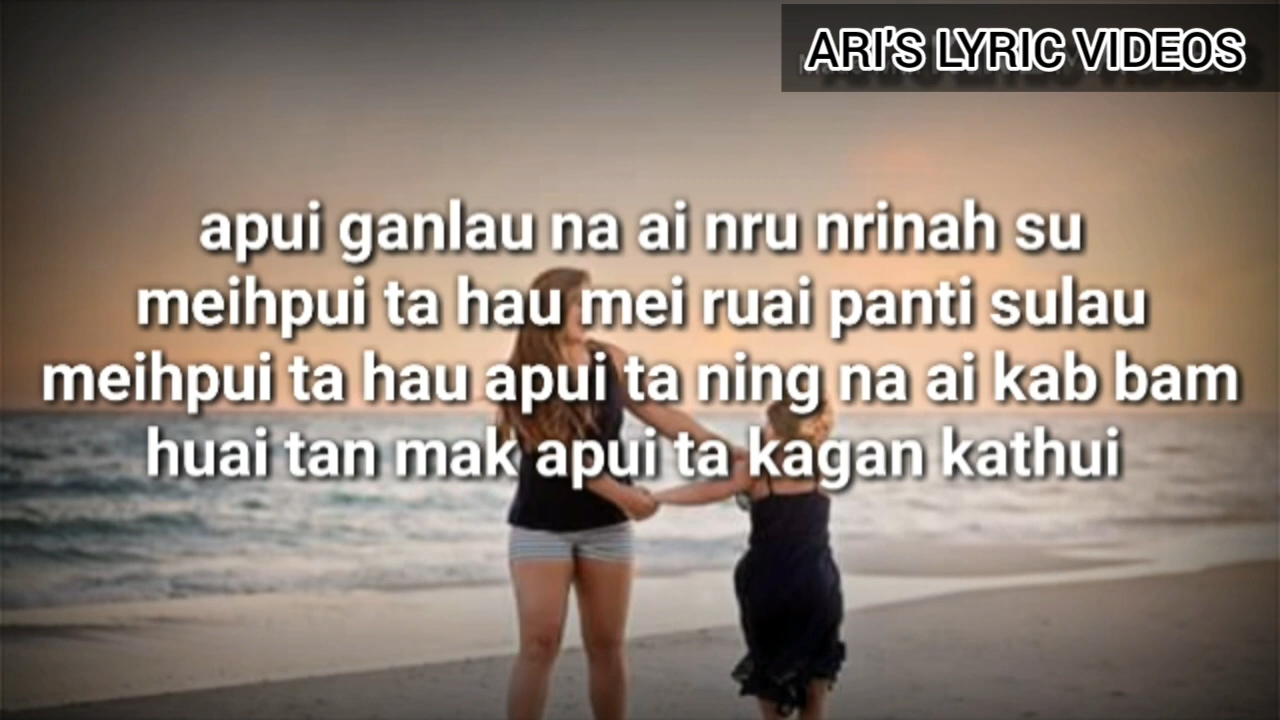 ARI'S LYRIC VIDEOS
apui ganlau na ai nru nrinah su
meihpui ta hau mei ruai panti sulau
meihpui ta hau apui ta ning na ai kab bam
huai tan mak apui ta kagan kathui